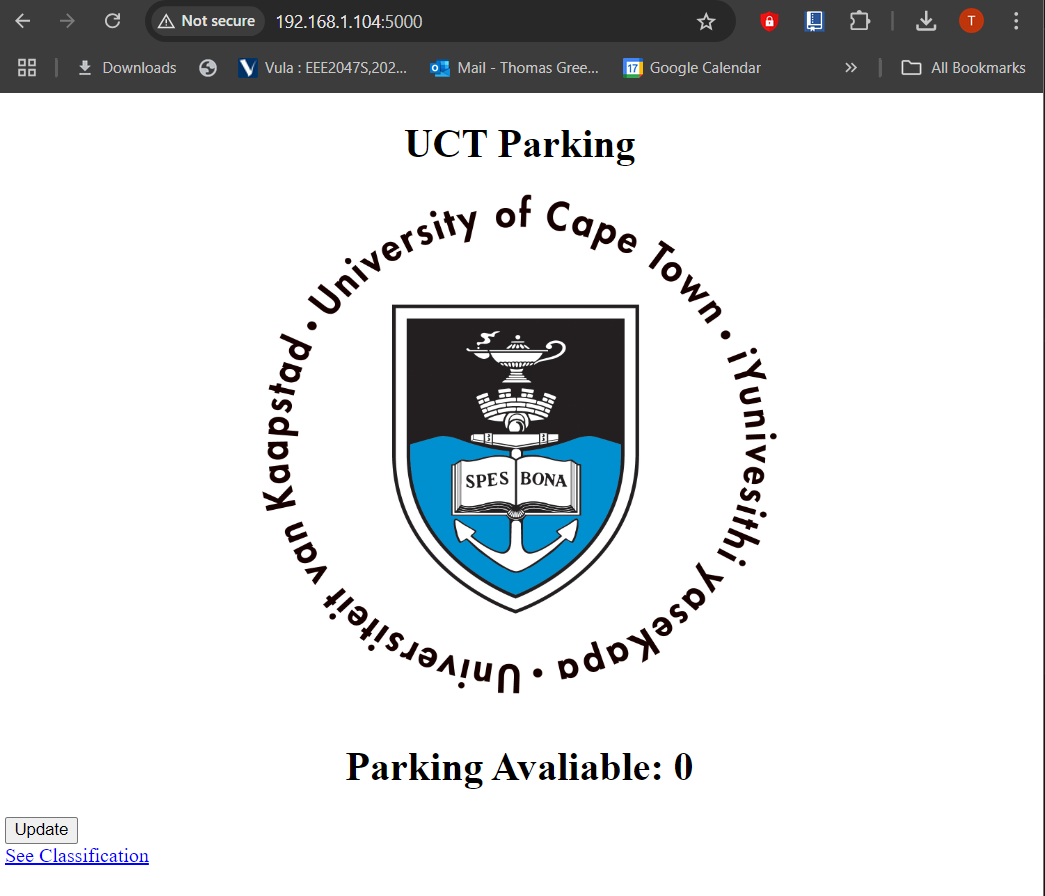 Not secure 192.168.1.104:5000 T
Downloads Vula : EEE2047S,202... Mail - Thomas Gree... 17 Google Calendar » All Bookmarks
UCT Parking
University of Cape Town • iYunivesithi yaseKapa • Universiteit van Kaapstad •
SPES BONA
Parking Avaliable: 0
Update
See Classification